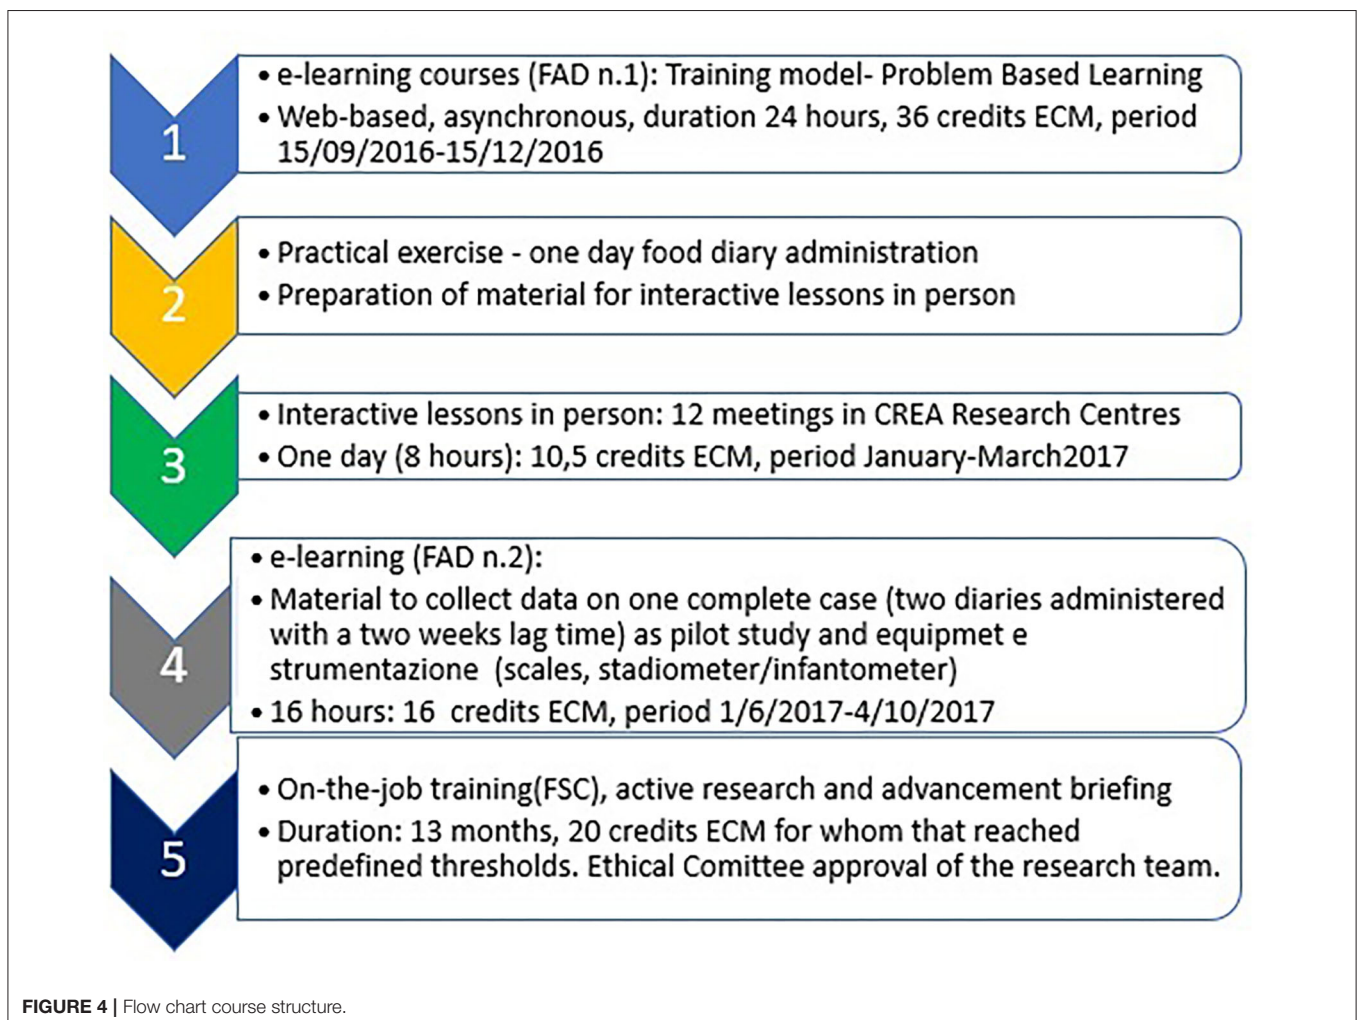 1
• e-learning courses (FAD n.1): Training model- Problem Based Learning
• Web-based, asynchronous, duration 24 hours, 36 credits ECM, period
15/09/2016-15/12/2016
2
• Practical exercise - one day food diary administration
• Preparation of material for interactive lessons in person
3
• Interactive lessons in person: 12 meetings in CREA Research Centres
• One day (8 hours): 10,5 credits ECM, period January-March2017
4
• e-learning (FAD n.2):
• Material to collect data on one complete case (two diaries administered
with a two weeks lag time) as pilot study and equipmet e
strumentazione (scales, stadiometer/infantometer)
• 16 hours: 16 credits ECM, period 1/6/2017-4/10/2017
5
• On-the-job training(FSC), active research and advancement briefing
• Duration: 13 months, 20 credits ECM for whom that reached
predefined thresholds. Ethical Comittee approval of the research team.
FIGURE 4 | Flow chart course structure.